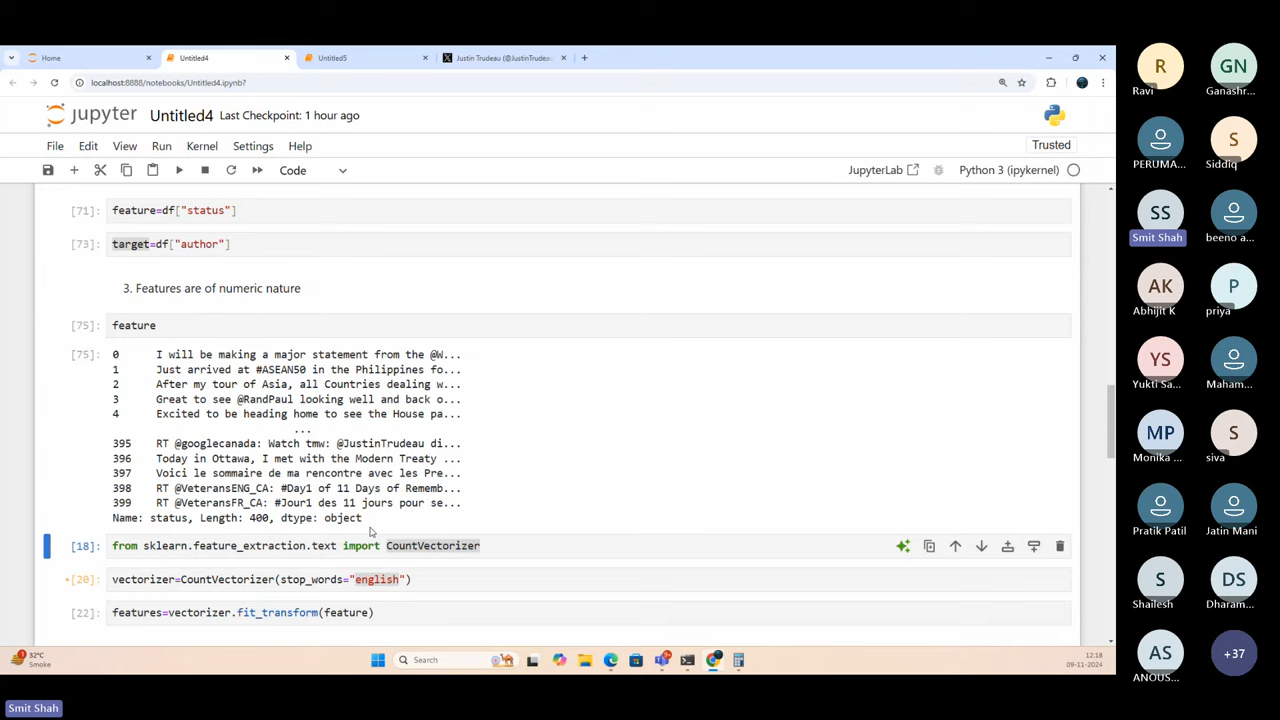 Home
Untitled4
Untitled5
Justin Trudeau (@JustinTrudeau
localhost:8888/notebooks/Untitled4.ipynb?
jupyter Untitled4 Last Checkpoint: 1 hour ago
File Edit View Run Kernel Settings Help
Trusted
Code
JupyterLab
Python 3 (ipykernel)
[71]: feature=df["status"]
[73]: target=df["author"]
3. Features are of numeric nature
[75]: feature
[75]: 0 I will be making a major statement from the @W...
1 Just arrived at #ASEAN50 in the Philippines fo...
2 After my tour of Asia, all Countries dealing w...
3 Great to see @RandPaul looking well and back o...
4 Excited to be heading home to see the House pa...
...
395 RT @googlecanada: Watch tmw: @JustinTrudeau di...
396 Today in Ottawa, I met with the Modern Treaty ...
397 Voici le sommaire de ma rencontre avec les Pre...
398 RT @VeteransENG_CA: #Day1 of 11 Days of Rememb...
399 RT @VeteransFR_CA: #Jour1 des 11 jours pour se...
Name: status, Length: 400, dtype: object
[18]: from sklearn.feature_extraction.text import CountVectorizer
[20]: vectorizer=CountVectorizer(stop_words="english")
[22]: features=vectorizer.fit_transform(feature)
32°C
Smoke
Search
12:18
09-11-2024
R
Ravi
GN
Ganashr...
PERUMA...
S
Siddiq
SS
Smit Shah
beeno a...
AK
Abhijit K
P
priya
YS
Yukti Sa...
Maham...
MP
Monika ...
S
siva
Pratik Patil
Jatin Mani
S
Shailesh
DS
Dharam...
AS
ANOUS...
+37
Smit Shah